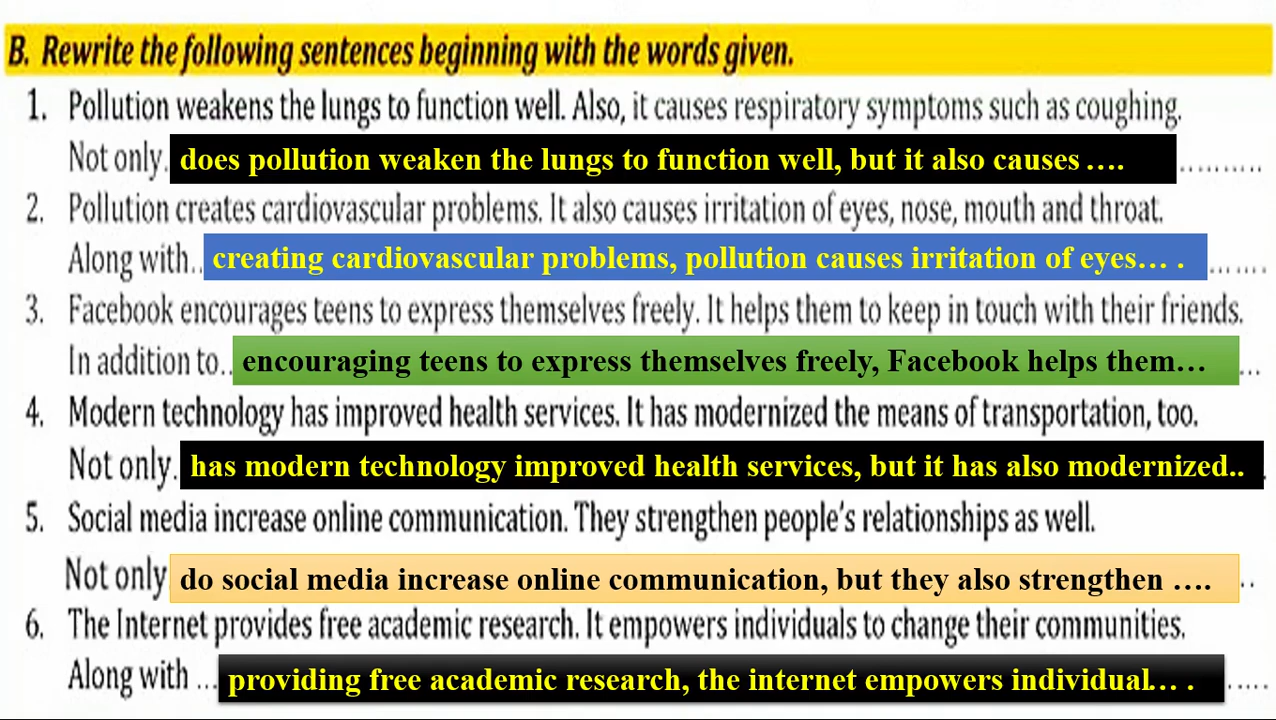 B. Rewrite the following sentences beginning with the words given.
1. Pollution weakens the lungs to function well. Also, it causes respiratory symptoms such as coughing.
Not only. does pollution weaken the lungs to function well, but it also causes …. ..........
2. Pollution creates cardiovascular problems. It also causes irritation of eyes, nose, mouth and throat.
Along with.. creating cardiovascular problems, pollution causes irritation of eyes… . .......
3. Facebook encourages teens to express themselves freely. It helps them to keep in touch with their friends.
In addition to.. encouraging teens to express themselves freely, Facebook helps them… ...
4. Modern technology has improved health services. It has modernized the means of transportation, too.
Not only. has modern technology improved health services, but it has also modernized.. .
5. Social media increase online communication. They strengthen people's relationships as well.
Not only do social media increase online communication, but they also strengthen …. ..
6. The Internet provides free academic research. It empowers individuals to change their communities.
Along with ... providing free academic research, the internet empowers individual… . .....